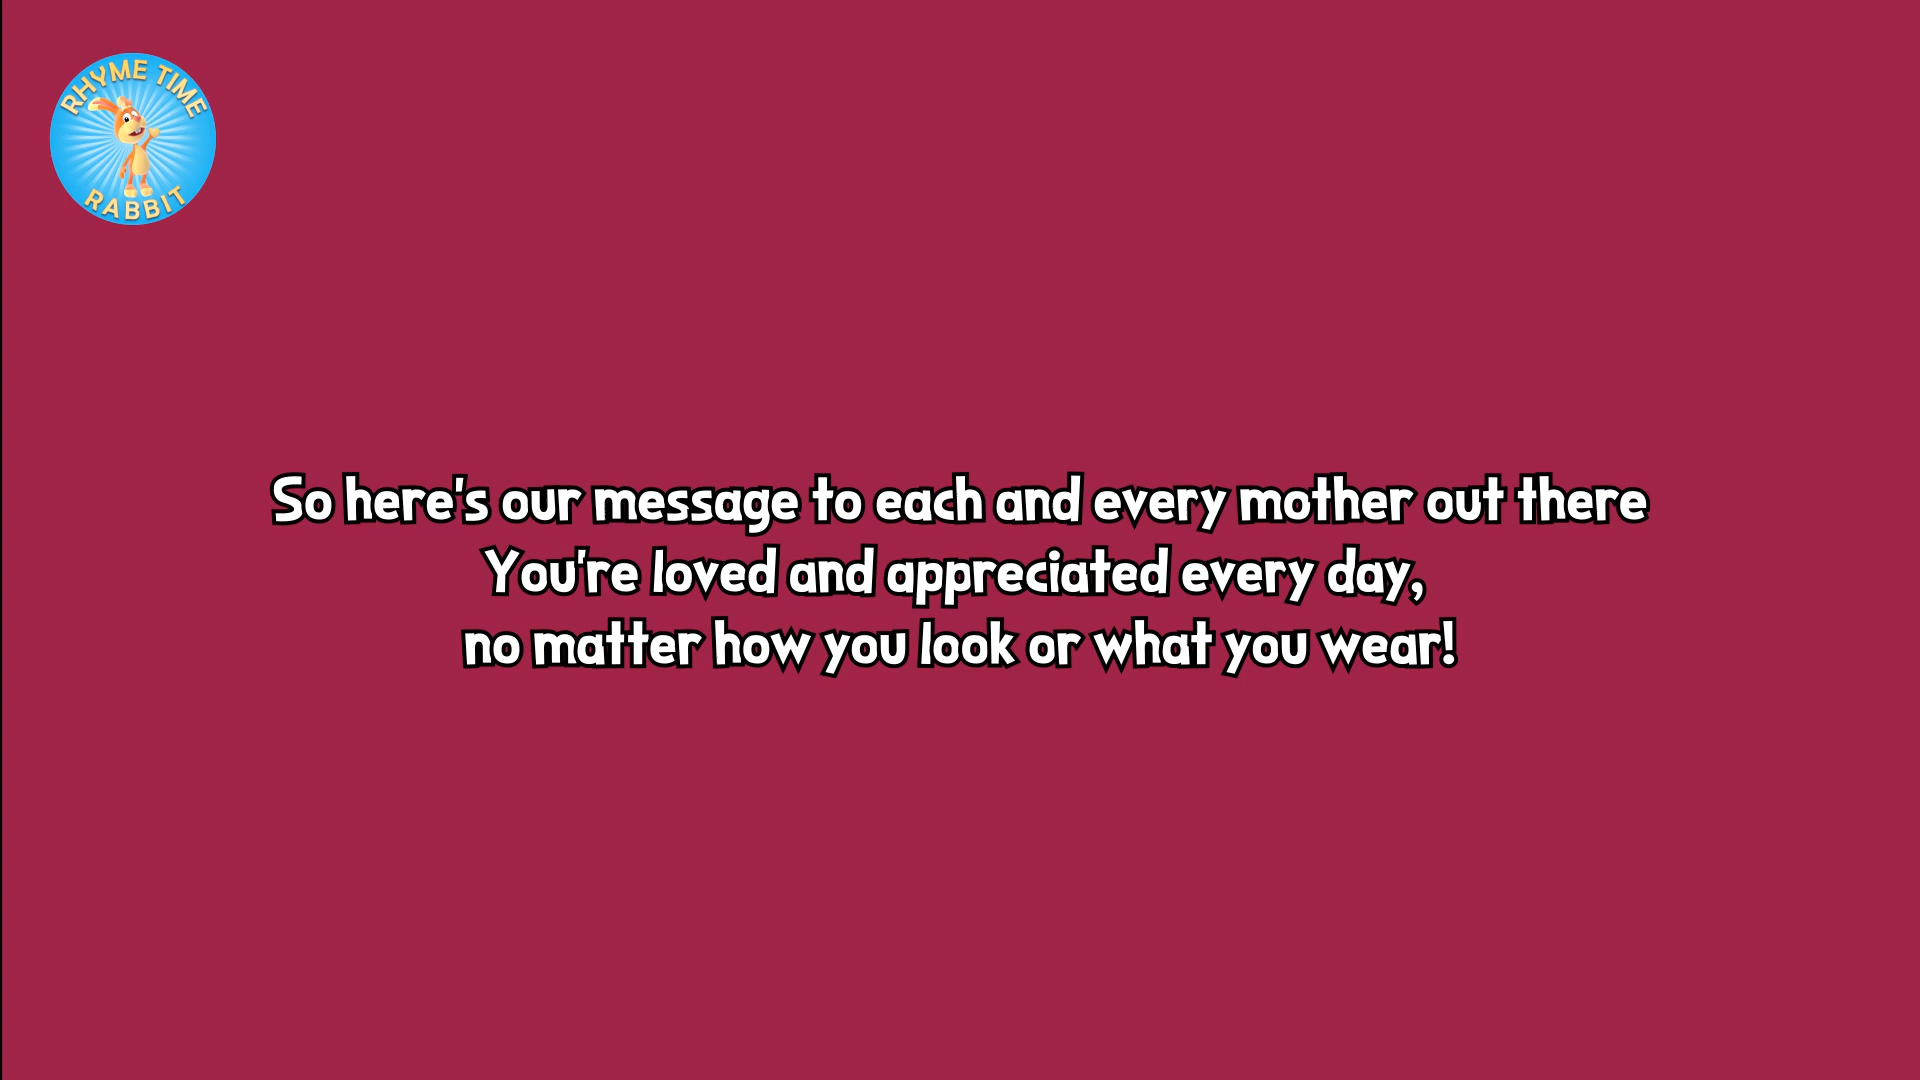 RHYME TIME
RABBIT
So here's our message to each and every mother out there
You're loved and appreciated every day,
no matter how you look or what you wear!